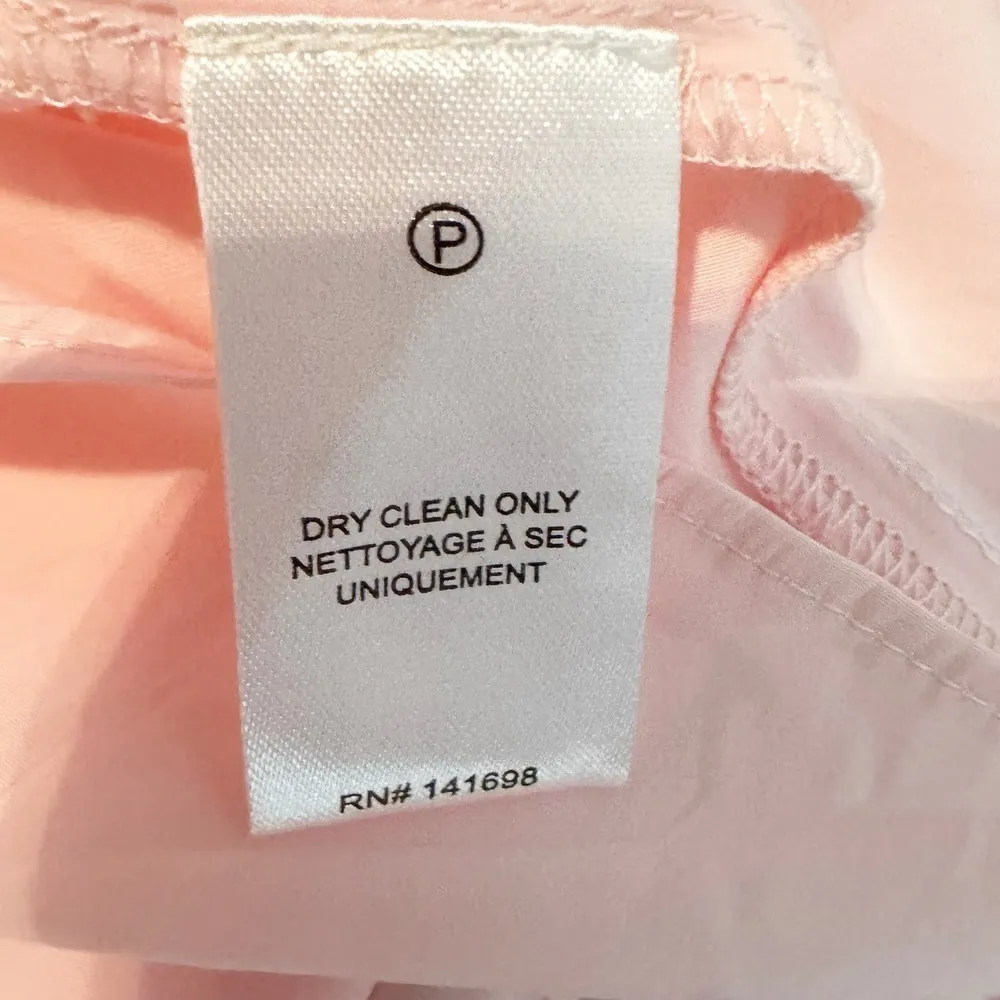 P
DRY CLEAN ONLY
NETTOYAGE À SEC
UNIQUEMENT
RN# 141698